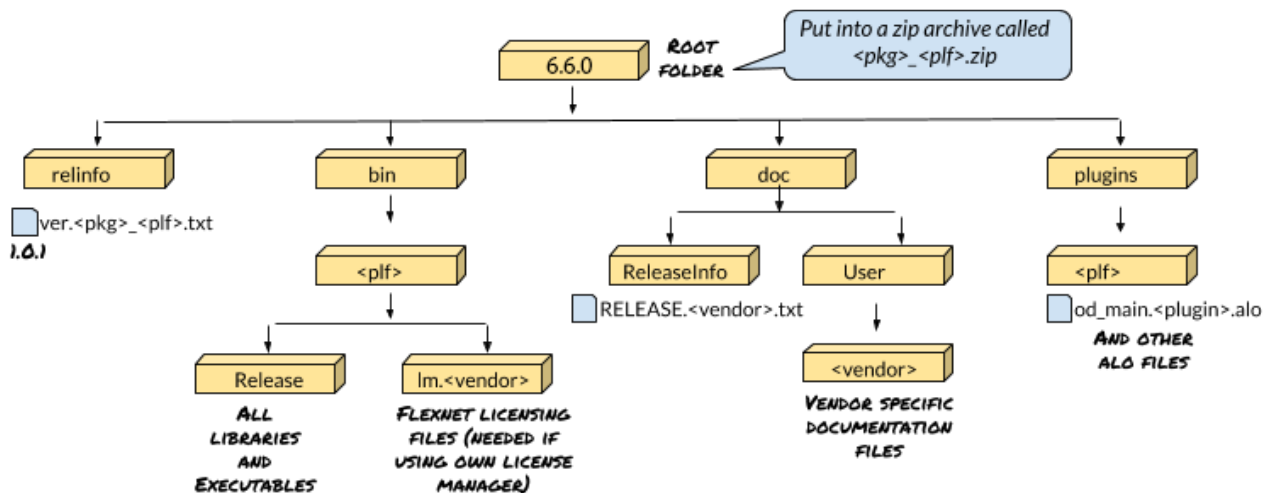 Put into a zip archive called
<pkg>_<plf>.zip
Root
folder
6.6.0
relinfo
bin
doc
plugins
ver.<pkg>_<plf>.txt
1.0.1
<plf>
ReleaseInfo
User
<plf>
RELEASE.<vendor>.txt
od_main.<plugin>.alo
And other
alo files
Release
lm.<vendor>
<vendor>
All
libraries
and
Executables
Flexnet licensing
files (needed if
using own license
manager)
Vendor specific
documentation
files